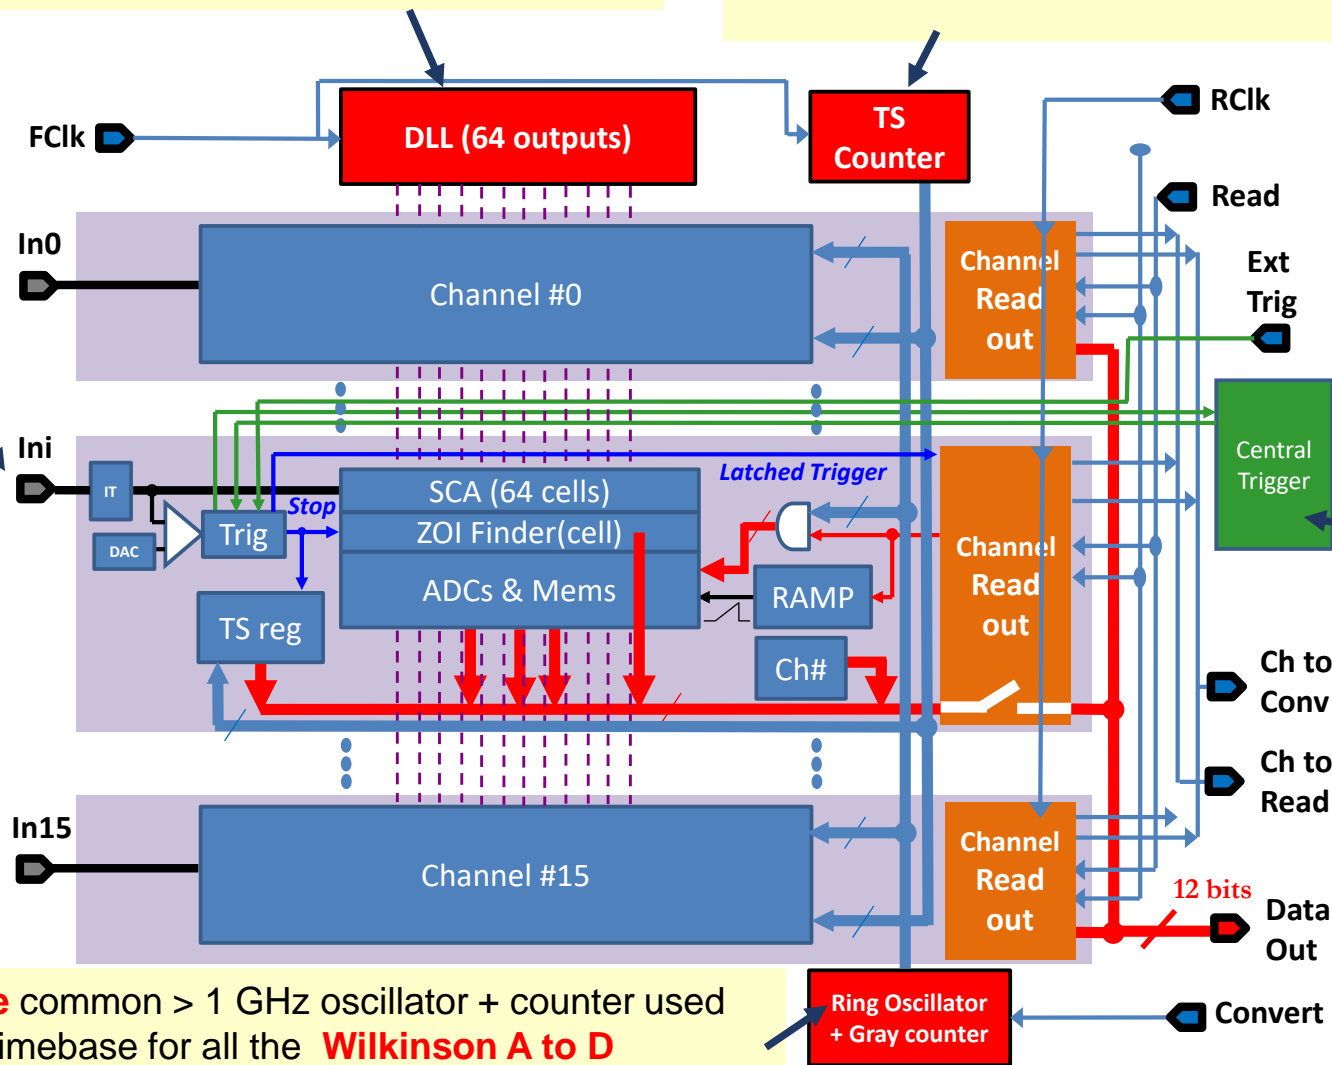 FClk
DLL (64 outputs)
TS
Counter
RClk
Read
In0
Channel #0
Channel
Read
out
Ext
Trig
Ini
IT
DAC
Trig
Stop
SCA (64 cells)
ZOI Finder(cell)
ADCs & Mems
Latched Trigger
RAMP
TS reg
Ch#
Channel
Read
out
Central
Trigger
Ch to
Conv
Ch to
Read
In15
Channel #15
Channel
Read
out
12 bits
Data
Out
common > 1 GHz oscillator + counter used
timebase for all the Wilkinson A to D
Ring Oscillator
+ Gray counter
Convert